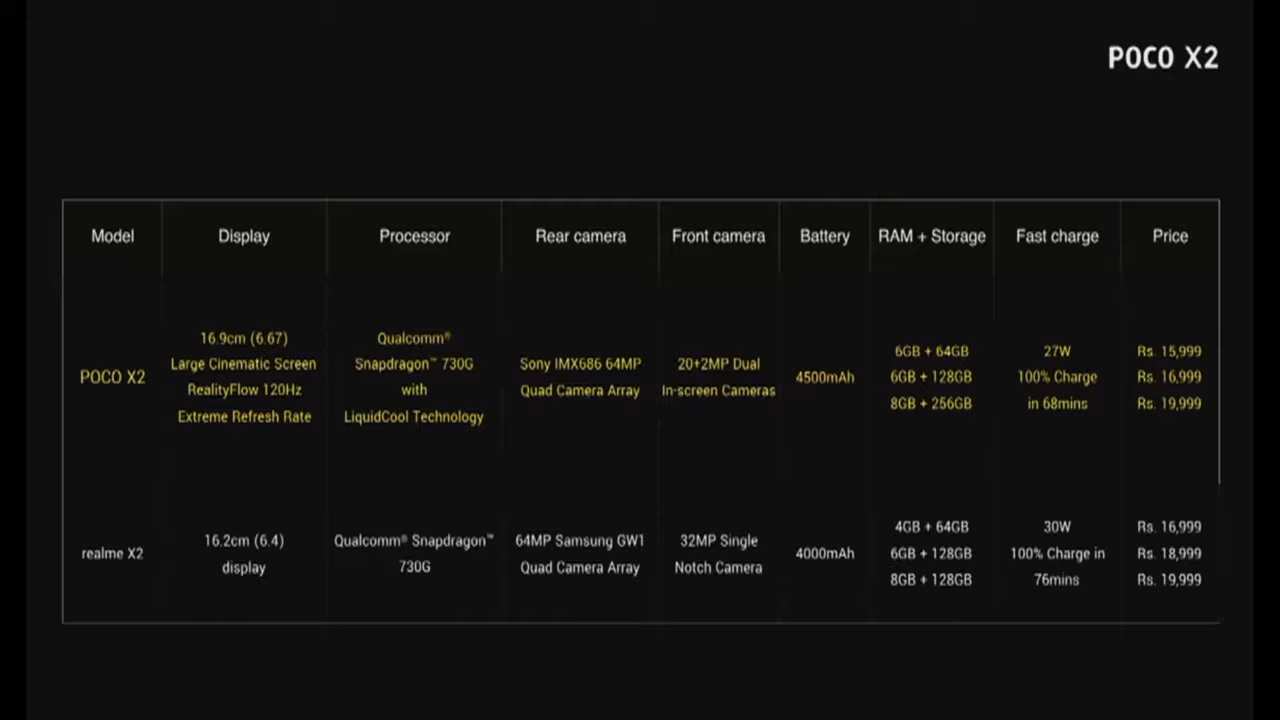 POCO X2
Model Display Processor Rear camera Front camera Battery RAM + Storage Fast charge Price
POCO X2
16.9cm (6.67)
Large Cinematic Screen
RealityFlow 120Hz
Extreme Refresh Rate
Qualcomm®
Snapdragon™ 730G
with
LiquidCool Technology
Sony IMX686 64MP
Quad Camera Array
20+2MP Dual
In-screen Cameras
4500mAh
6GB + 64GB
6GB + 128GB
8GB + 256GB
27W
100% Charge
in 68mins
Rs. 15,999
Rs. 16,999
Rs. 19,999
realme X2
16.2cm (6.4)
display
Qualcomm® Snapdragon™
730G
64MP Samsung GW1
Quad Camera Array
32MP Single
Notch Camera
4000mAh
4GB + 64GB
6GB + 128GB
8GB + 128GB
30W
100% Charge in
76mins
Rs. 16,999
Rs. 18,999
Rs. 19,999